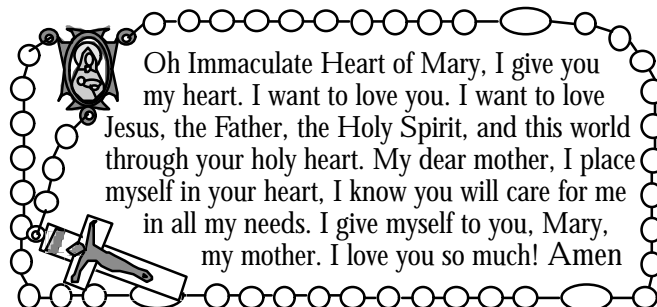 Oh Immaculate Heart of Mary, I give you
my heart. I want to love you. I want to love
Jesus, the Father, the Holy Spirit, and this world
through your holy heart. My dear mother, I place
myself in your heart, I know you will care for me
in all my needs. I give myself to you, Mary,
my mother. I love you so much! Amen